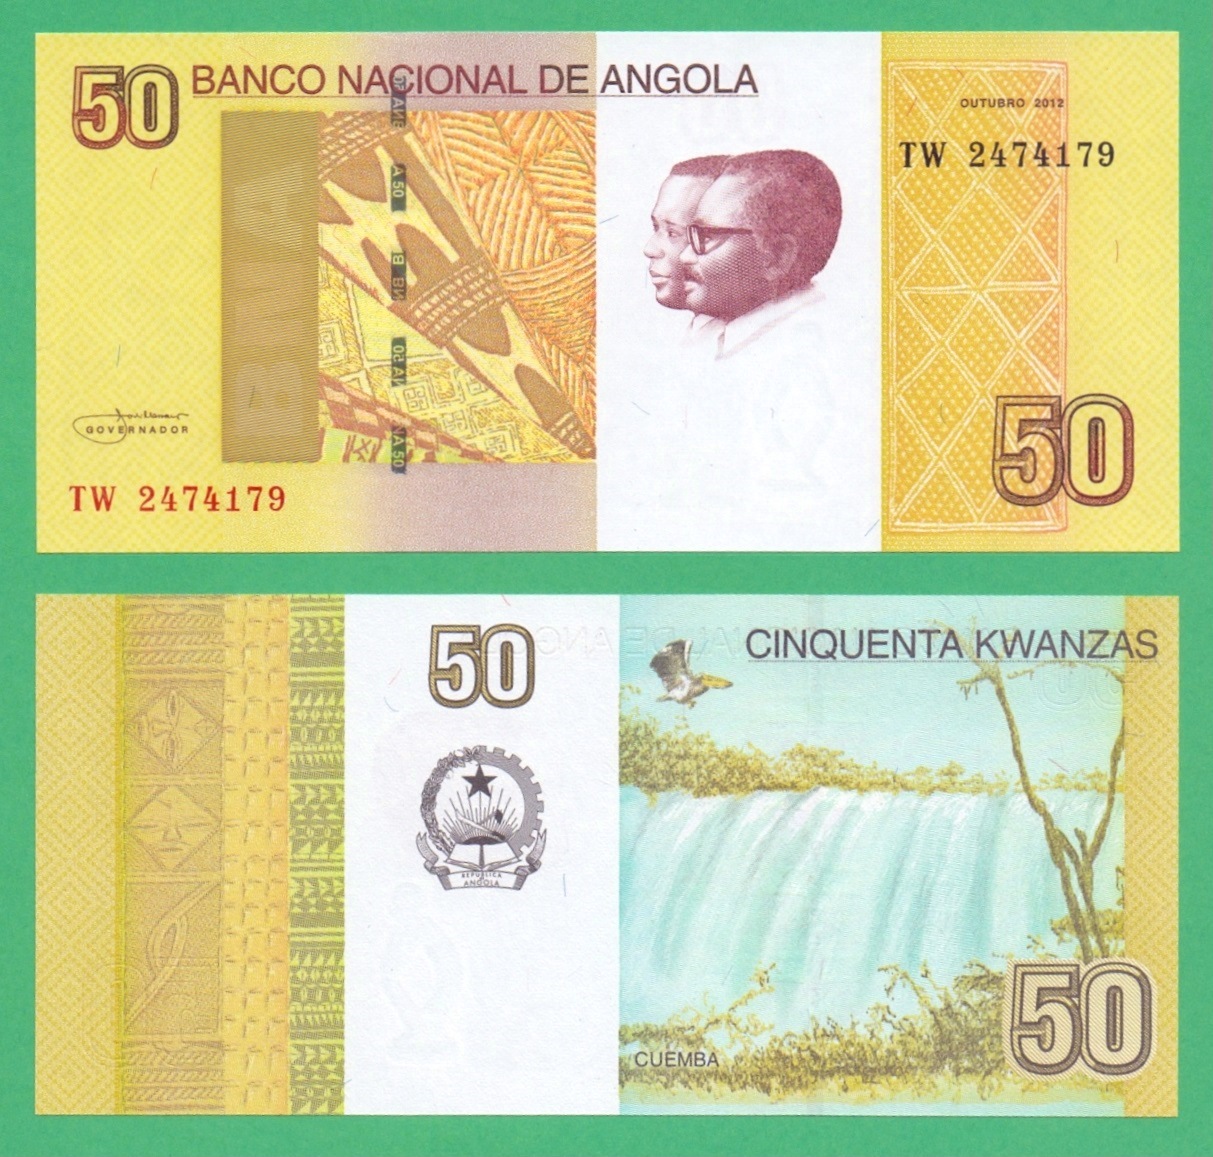 50 BANCO NACIONAL DE ANGOLA
OUTUBRO 2012
TW 2474179
GOVERNADOR
TW 2474179
50
50
CINQUENTA KWANZAS
REPÚBLICA
ANGOLA
CUEMBA
50